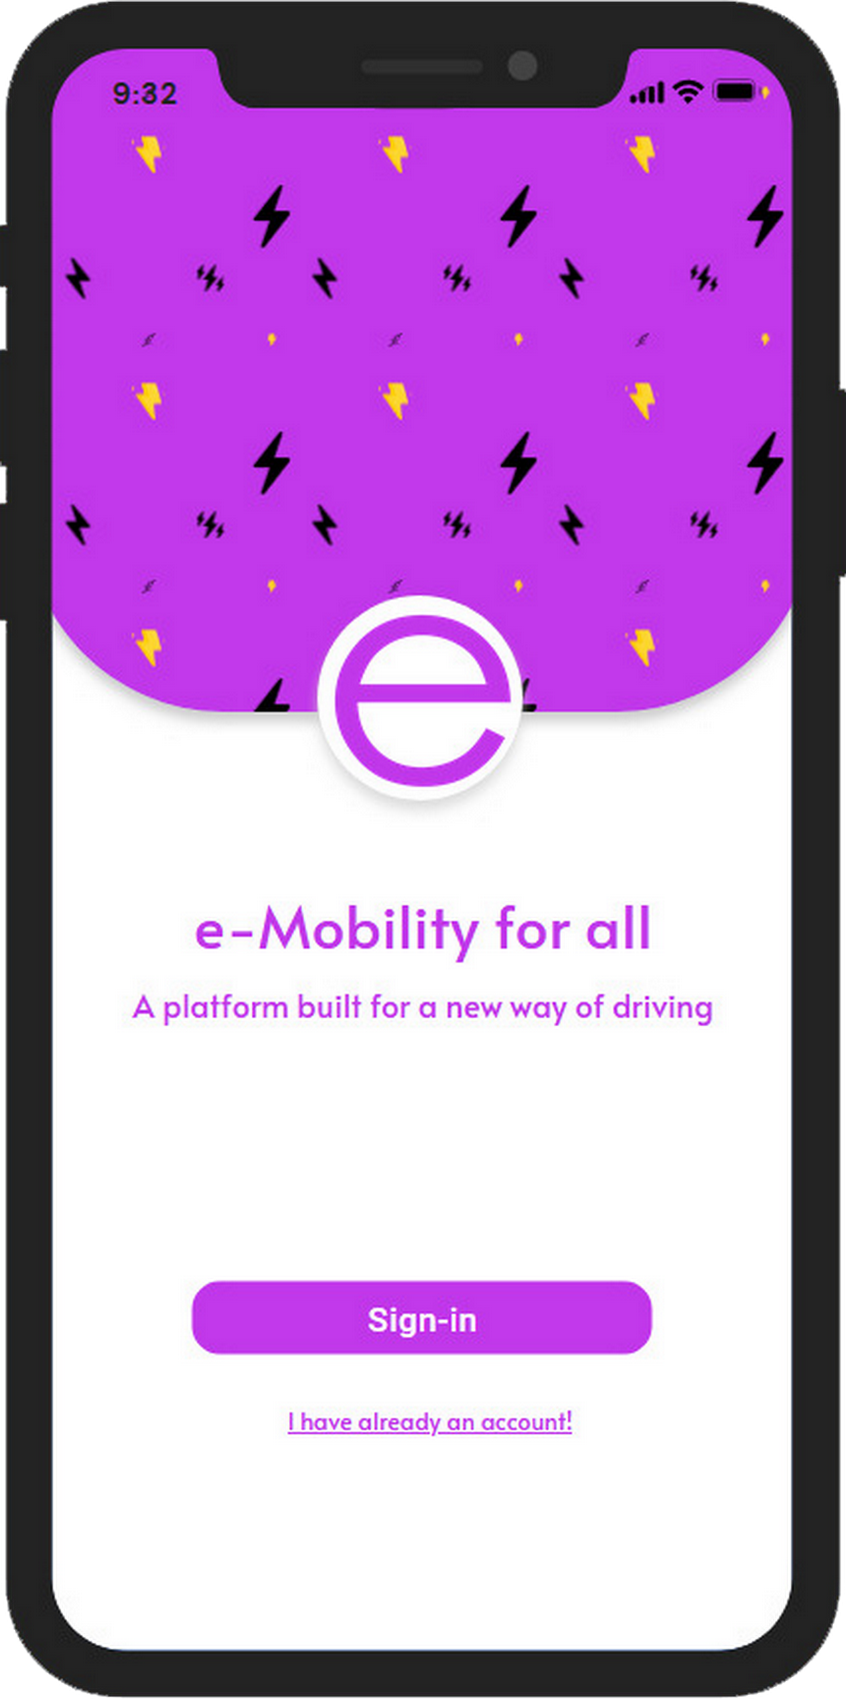 9:32
e
e-Mobility for all
A platform built for a new way of driving
Sign-in
I have already an account!